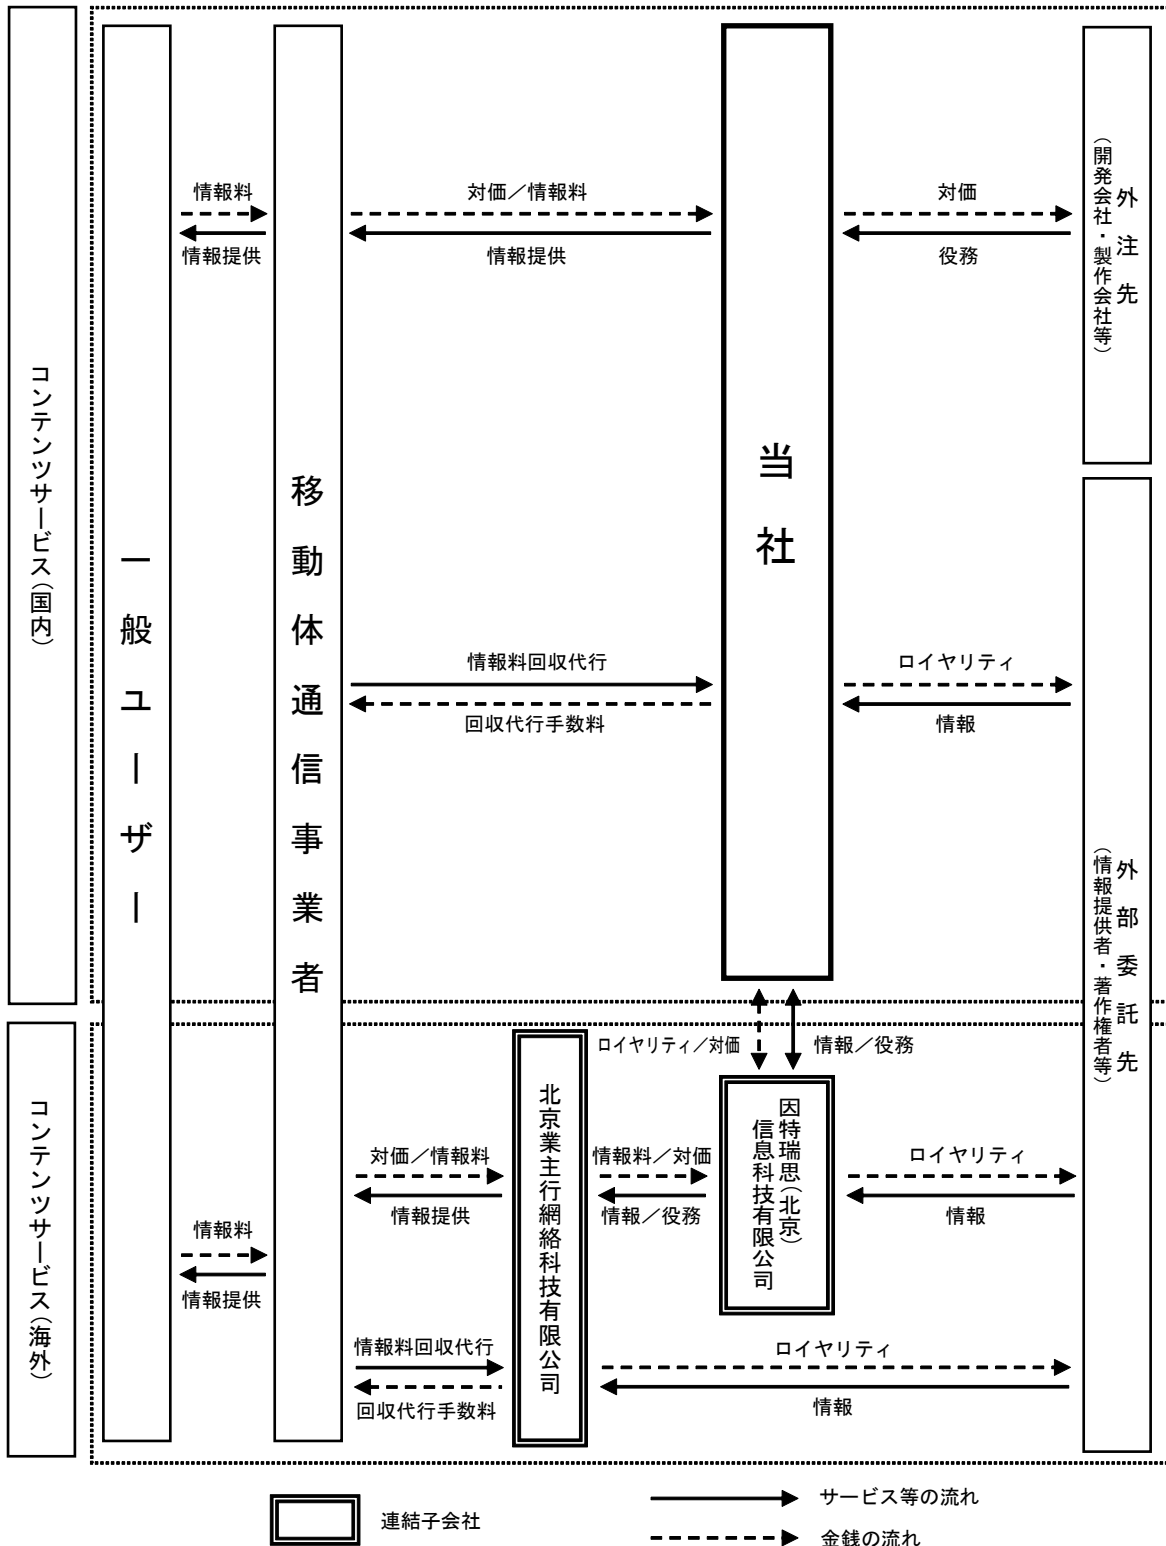 コンテンツサービス（国内）
一般ユーザー
移動体通信事業者
当社
外注先
（開発会社・製作会社等）
情報料
情報提供
対価／情報料
情報提供
対価
役務
情報料回収代行
回収代行手数料
ロイヤリティ
情報
外部委託先
（情報提供者・著作権者等）
ロイヤリティ／対価
情報／役務
コンテンツサービス（海外）
北京業主行網絡科技有限公司
因特瑞思（北京）
信息科技有限公司
対価／情報料
情報提供
情報料／対価
情報／役務
ロイヤリティ
情報
情報料
情報提供
情報料回収代行
回収代行手数料
ロイヤリティ
情報
連結子会社
サービス等の流れ
金銭の流れ